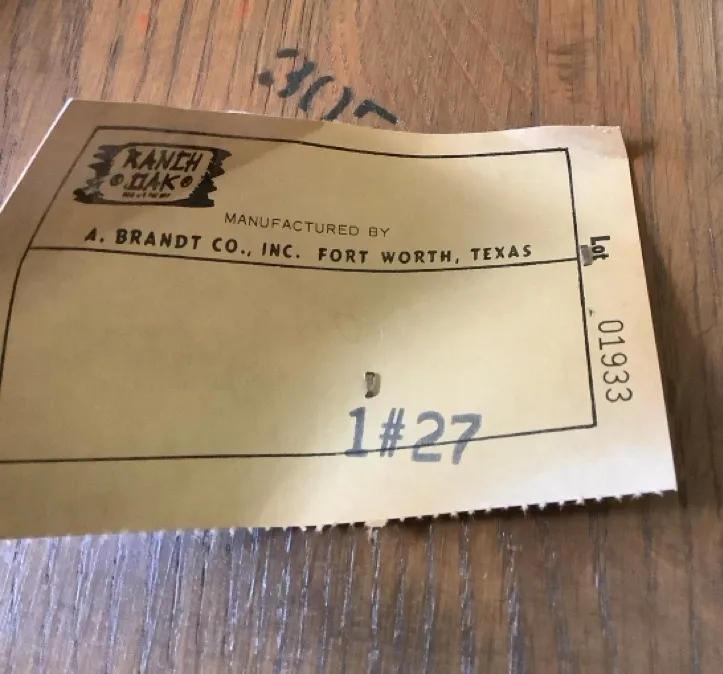 RANCH
OAK
MANUFACTURED BY
A. BRANDT CO., INC. FORT WORTH, TEXAS
Lot
01933
1#27